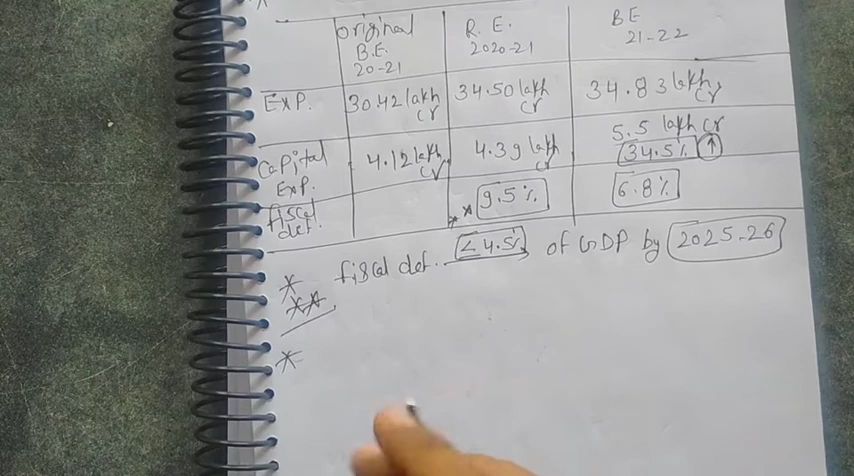 original B.E. 20-21 R.E. 2020-21 BE 21-22
Exp. 30.42 lakh cr 34.50 lakh cr 34.83 lakh cr
Capital Exp. 4.12 lakh cr 4.39 lakh cr 5.5 lakh cr 34.5% ↑
fiscal def. ** 9.5% 6.8%
* ** fiscal def. < 4.5% of GDP by 2025-26
*